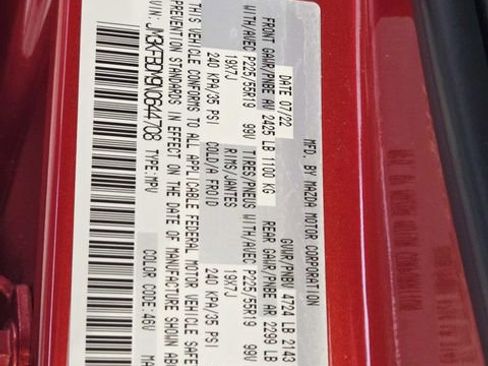 MFD. BY MAZDA MOTOR CORPORATION
DATE 07/22 GVWR/PNBV 4724 LB 2143
FRONT GAWR/PNBE AV 2425 LB 1100 KG REAR GAWR/PNBE AR 2299 LB
WITH/AVEC P225/55R19 99V TIRES/PNEUS WITH/AVEC P225/55R19 99V
19X7J RIMS/JANTES 19X7J
240 KPA/35 PSI COLD/A FROID 240 KPA/35 PSI
THIS VEHICLE CONFORMS TO ALL APPLICABLE FEDERAL MOTOR VEHICLE SAFE
PREVENTION STANDARDS IN EFFECT ON THE DATE OF MANUFACTURE SHOWN AB
VIN: JM3KFBDM9N0644708 TYPE:MPV COLOR CODE:46V MA